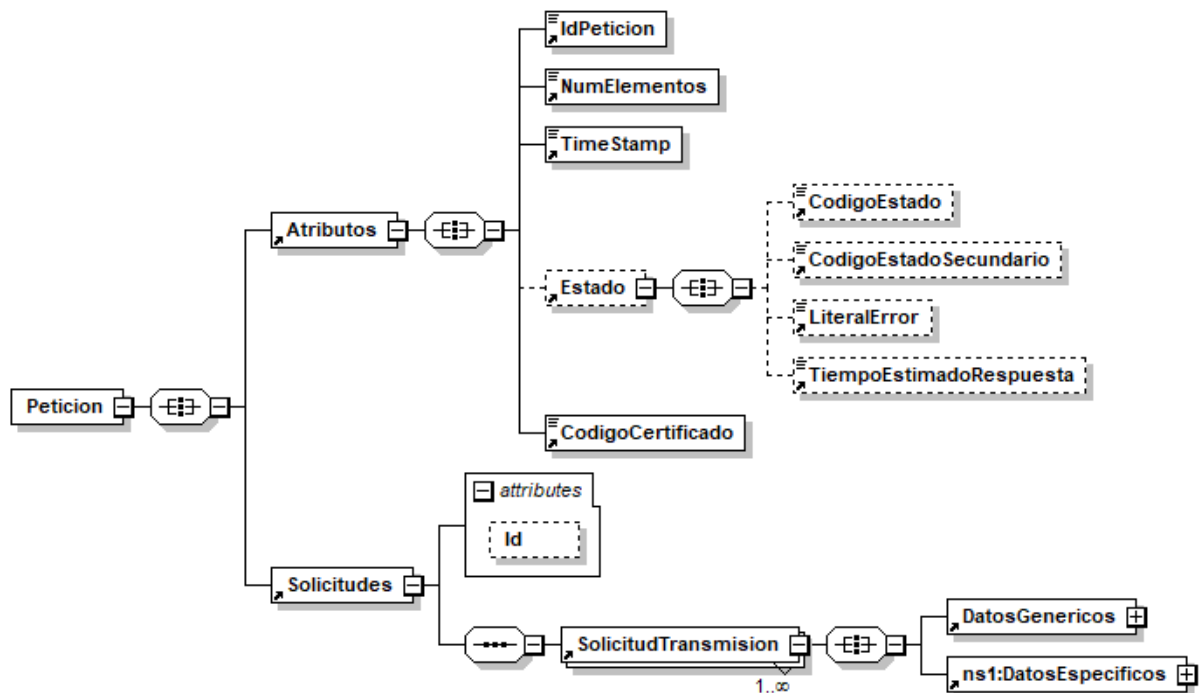 IdPeticion
NumElementos
TimeStamp
CodigoEstado
Atributos
CodigoEstadoSecundario
Estado
LiteralError
TiempoEstimadoRespuesta
Peticion
CodigoCertificado
attributes
Id
Solicitudes
DatosGenericos
SolicitudTransmision
1..∞
ns1:DatosEspecificos